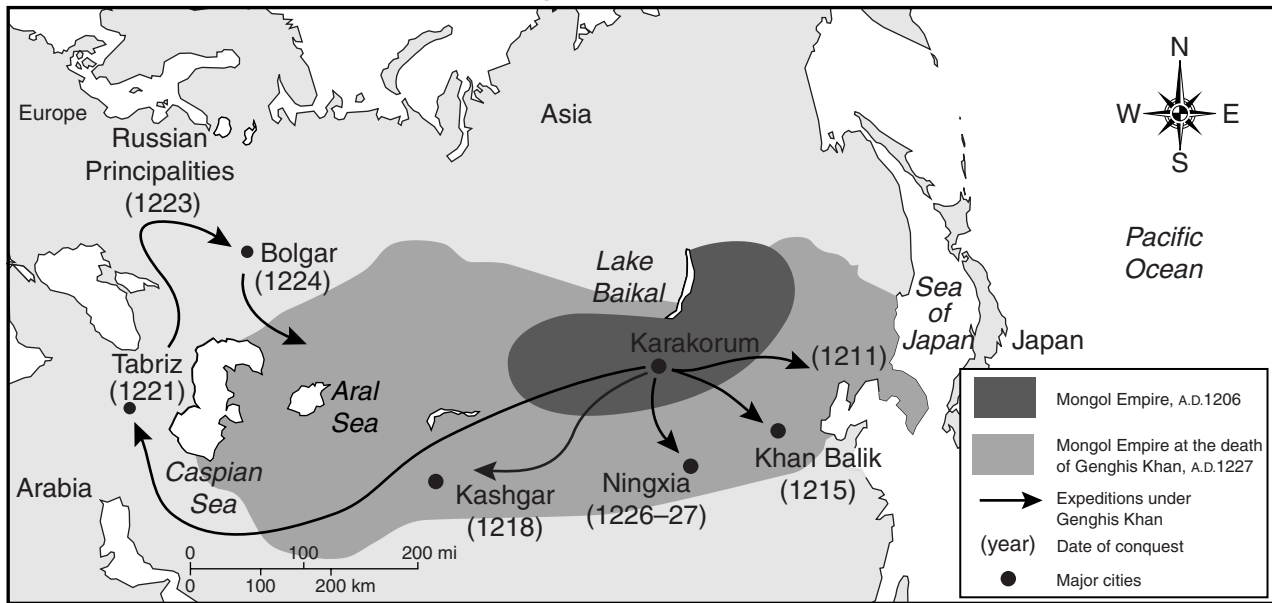 Europe
Russian
Principalities
(1223)
Asia
N
W E
S
Bolgar
(1224)
Lake
Baikal
Pacific
Ocean
Sea
of
Japan
Japan
Tabriz
(1221)
Karakorum
(1211)
Aral
Sea
Caspian
Sea
Arabia
Kashgar
(1218)
Ningxia
(1226–27)
Khan Balik
(1215)
0 100 200 mi
0 100 200 km
Mongol Empire, A.D.1206
Mongol Empire at the death
of Genghis Khan, A.D.1227
Expeditions under
Genghis Khan
(year) Date of conquest
Major cities